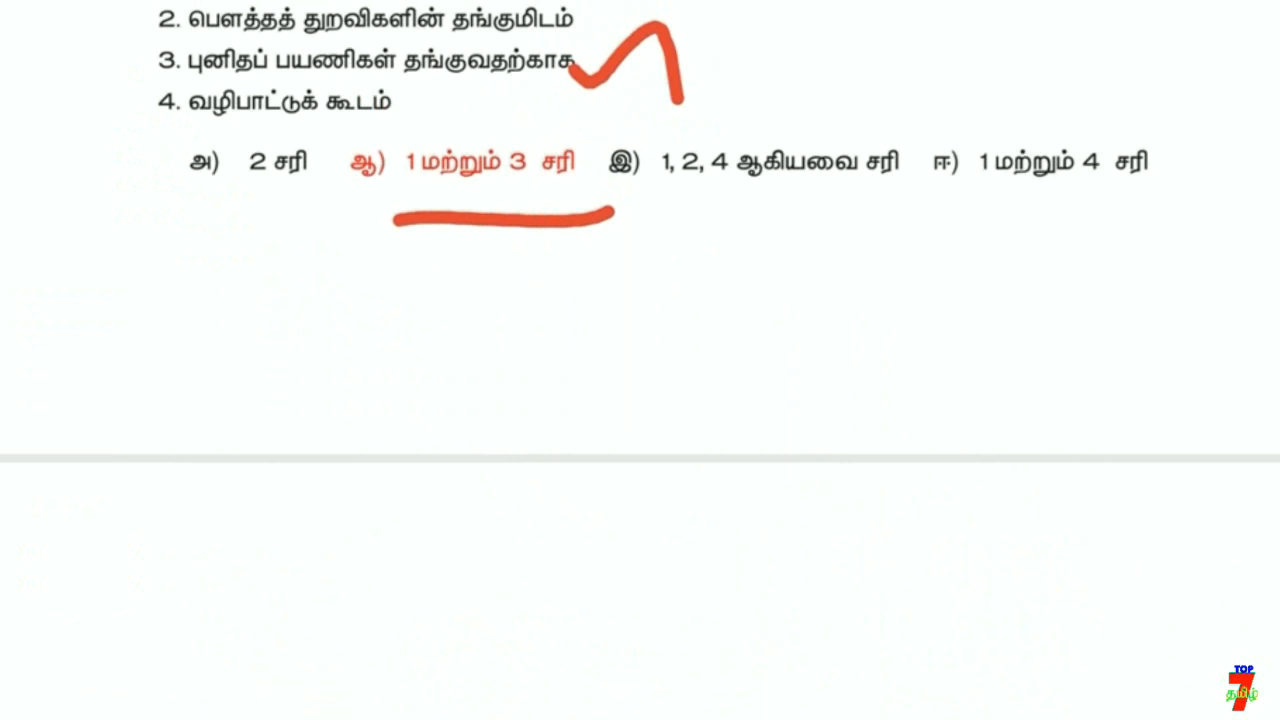 2. பௌத்தத் துறவிகளின் தங்குமிடம்
3. புனிதப் பயணிகள் தங்குவதற்காக
4. வழிபாட்டுக் கூடம்
அ) 2 சரி ஆ) 1 மற்றும் 3 சரி இ) 1, 2, 4 ஆகியவை சரி ஈ) 1 மற்றும் 4 சரி
TOP
7
தமிழ்